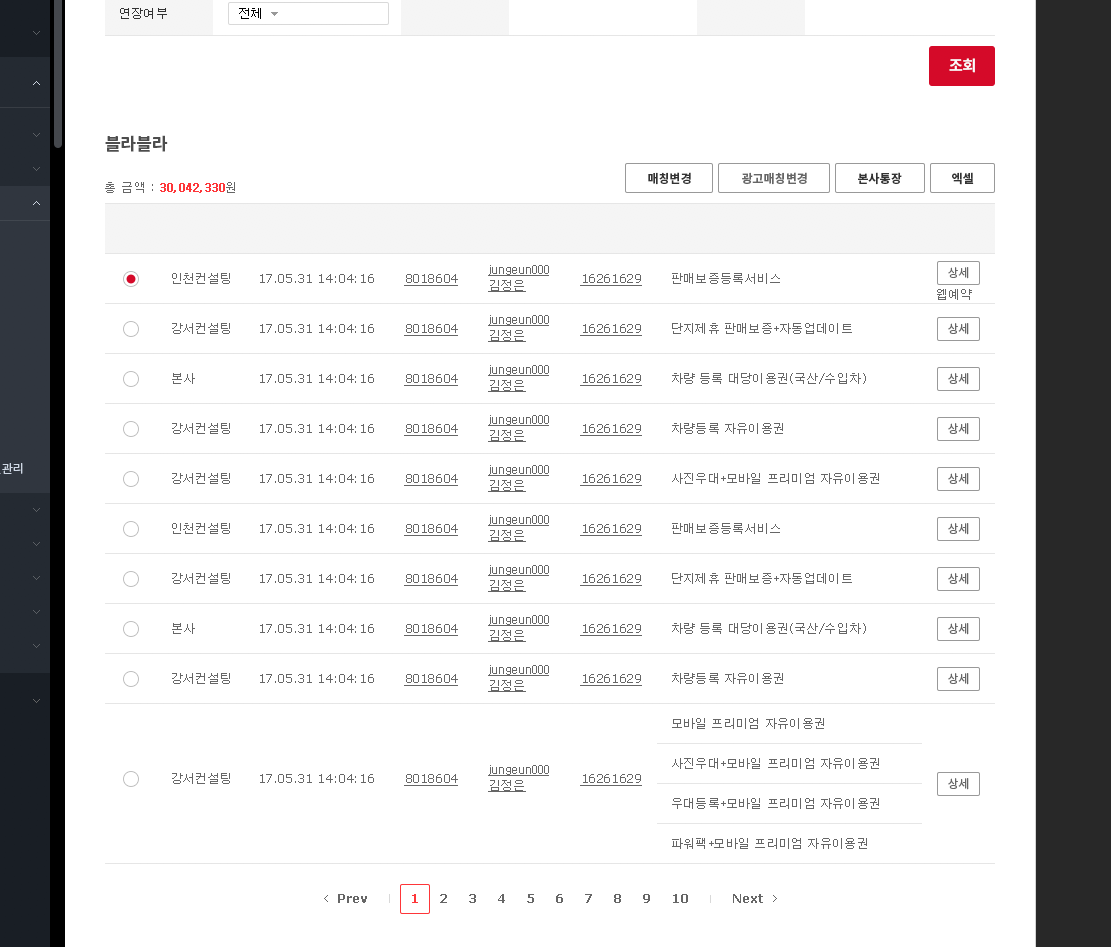 연장여부 전체
조회
블라블라
총 금액 : 30,042,330원 매칭변경 광고매칭변경 본사통장 엑셀
인천컨설팅 17.05.31 14:04:16 8018604 jungeun000 16261629 판매보증등록서비스 상세
김정은 웹예약
강서컨설팅 17.05.31 14:04:16 8018604 jungeun000 16261629 단지제휴 판매보증+자동업데이트 상세
김정은
본사 17.05.31 14:04:16 8018604 jungeun000 16261629 차량 등록 대당이용권(국산/수입차) 상세
김정은
강서컨설팅 17.05.31 14:04:16 8018604 jungeun000 16261629 차량등록 자유이용권 상세
김정은
관리
강서컨설팅 17.05.31 14:04:16 8018604 jungeun000 16261629 사진우대+모바일 프리미엄 자유이용권 상세
김정은
인천컨설팅 17.05.31 14:04:16 8018604 jungeun000 16261629 판매보증등록서비스 상세
김정은
강서컨설팅 17.05.31 14:04:16 8018604 jungeun000 16261629 단지제휴 판매보증+자동업데이트 상세
김정은
본사 17.05.31 14:04:16 8018604 jungeun000 16261629 차량 등록 대당이용권(국산/수입차) 상세
김정은
강서컨설팅 17.05.31 14:04:16 8018604 jungeun000 16261629 차량등록 자유이용권 상세
김정은
모바일 프리미엄 자유이용권
사진우대+모바일 프리미엄 자유이용권
강서컨설팅 17.05.31 14:04:16 8018604 jungeun000 16261629 상세
김정은
우대등록+모바일 프리미엄 자유이용권
파워팩+모바일 프리미엄 자유이용권
Prev 1 2 3 4 5 6 7 8 9 10 Next